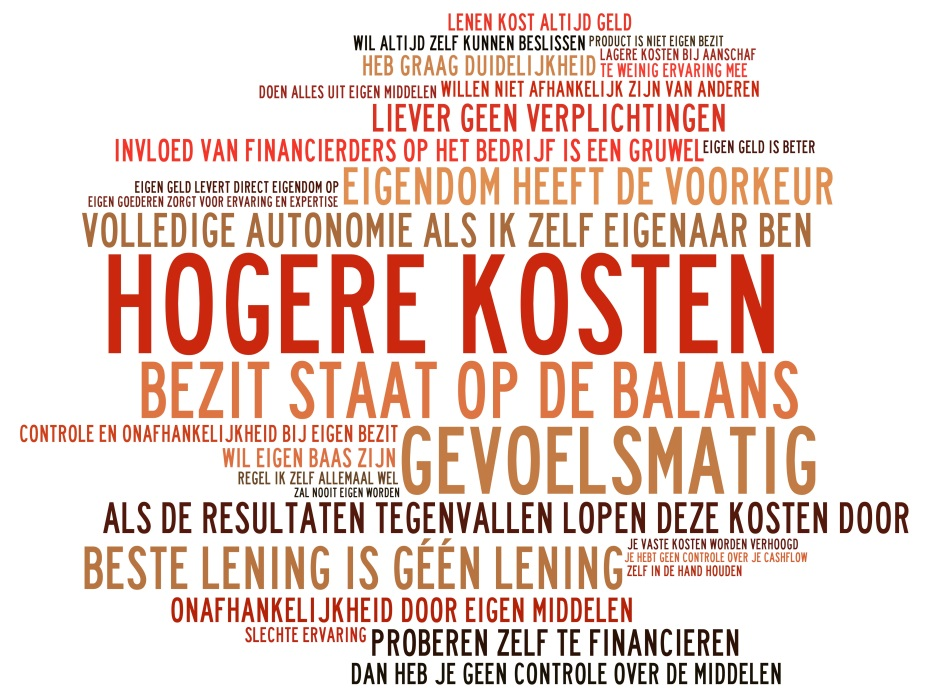 LENEN KOST ALTIJD GELD
WIL ALTIJD ZELF KUNNEN BESLISSEN
PRODUCT IS NIET EIGEN BEZIT
LAGERE KOSTEN BIJ AANSCHAF
HEB GRAAG DUIDELIJKHEID
TE WEINIG ERVARING MEE
DOEN ALLES UIT EIGEN MIDDELEN
WILLEN NIET AFHANKELIJK ZIJN VAN ANDEREN
LIEVER GEEN VERPLICHTINGEN
INVLOED VAN FINANCIERDERS OP HET BEDRIJF IS EEN GRUWEL
EIGEN GELD IS BETER
EIGEN GELD LEVERT DIRECT EIGENDOM OP
EIGENDOM HEEFT DE VOORKEUR
EIGEN GOEDEREN ZORGT VOOR ERVARING EN EXPERTISE
VOLLEDIGE AUTONOMIE ALS IK ZELF EIGENAAR BEN
HOGERE KOSTEN
BEZIT STAAT OP DE BALANS
CONTROLE EN ONAFHANKELIJKHEID BIJ EIGEN BEZIT
GEVOELSMATIG
WIL EIGEN BAAS ZIJN
REGEL IK ZELF ALLEMAAL WEL
ZAL NOOIT EIGEN WORDEN
ALS DE RESULTATEN TEGENVALLEN LOPEN DEZE KOSTEN DOOR
BESTE LENING IS GÉÉN LENING
JE VASTE KOSTEN WORDEN VERHOOGD
JE HEBT GEEN CONTROLE OVER JE CASHFLOW
ZELF IN DE HAND HOUDEN
ONAFHANKELIJKHEID DOOR EIGEN MIDDELEN
SLECHTE ERVARING
PROBEREN ZELF TE FINANCIEREN
DAN HEB JE GEEN CONTROLE OVER DE MIDDELEN